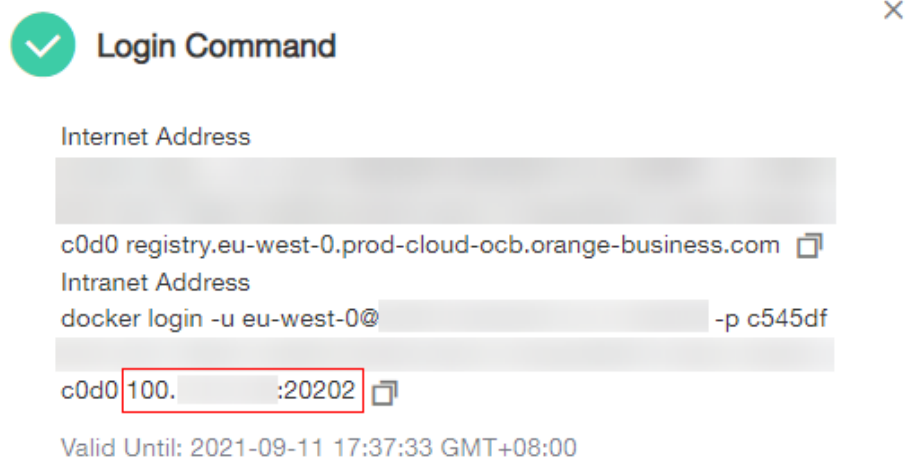 Login Command
Internet Address
c0d0 registry.eu-west-0.prod-cloud-ocb.orange-business.com
Intranet Address
docker login -u eu-west-0@ -p c545df
c0d0 100. :20202
Valid Until: 2021-09-11 17:37:33 GMT+08:00